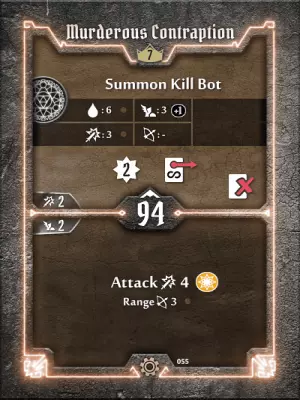 Murderous Contraption
7
Summon Kill Bot
: 6 : 3 +1
: 3 : -
2 S
2
94
2
Attack 4
Range 3
055